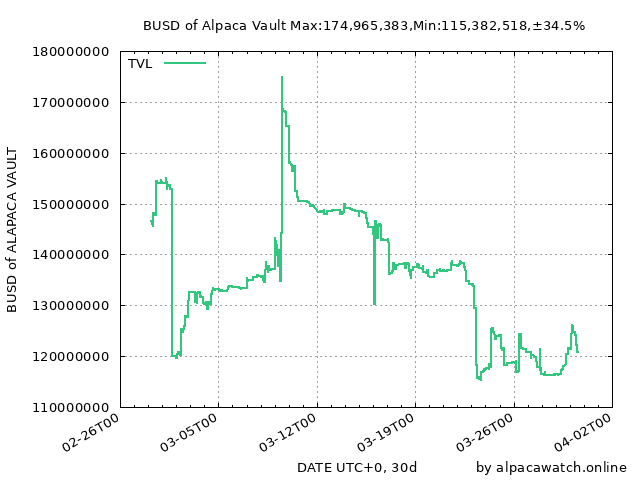 BUSD of Alpaca Vault Max:174,965,383,Min:115,382,518,±34.5%
TVL
180000000
170000000
160000000
150000000
140000000
130000000
120000000
110000000
BUSD of ALAPACA VAULT
02-26T00
03-05T00
03-12T00
03-19T00
03-26T00
04-02T00
DATE UTC+0, 30d
by alpacawatch.online